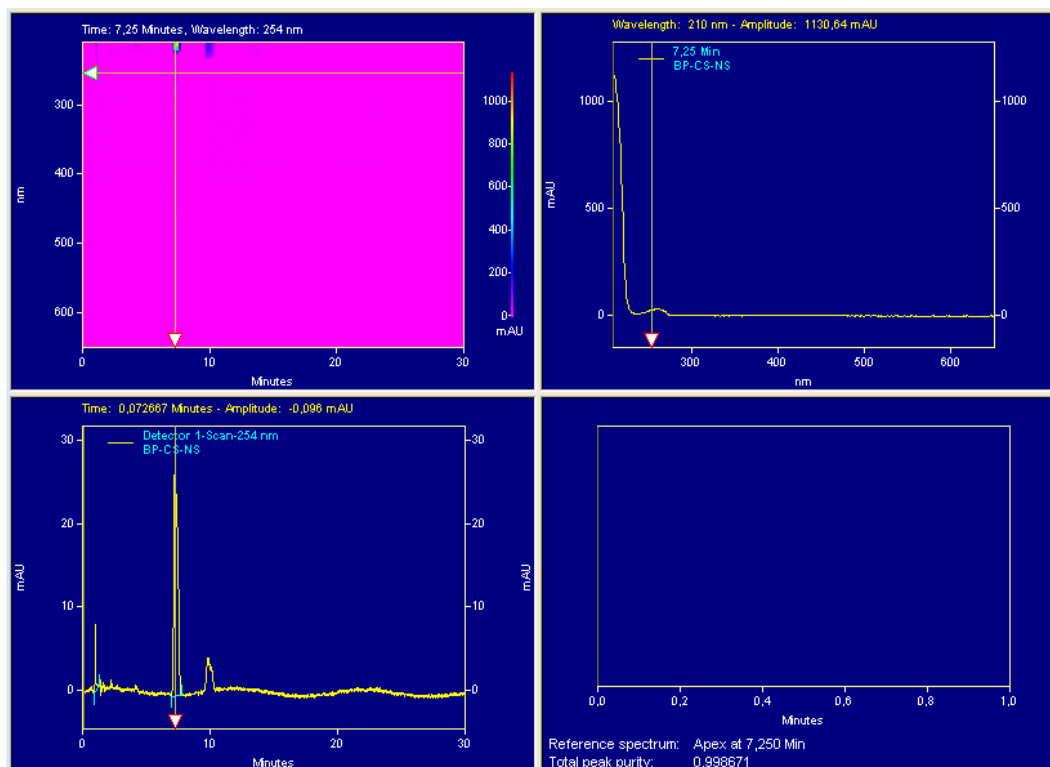 Time: 7,25 Minutes, Wavelength: 254 nm
300
400
nm
500
600
0
10
20
30
Minutes
1000
800
600
400
200
0
mAU
Wavelength: 210 nm - Amplitude: 1130,64 mAU
7,25 Min
BP-CS-NS
1000
1000
mAU
500
500
0
0
300
400
500
600
nm
Time: 0,072667 Minutes - Amplitude: -0,096 mAU
Detector 1-Scan-254 nm
BP-CS-NS
30
30
20
20
mAU
mAU
10
10
0
0
0
10
20
30
Minutes
0,0
0,2
0,4
0,6
0,8
1,0
Minutes
Reference spectrum: Apex at 7,250 Min
Total peak purity: 0,998671